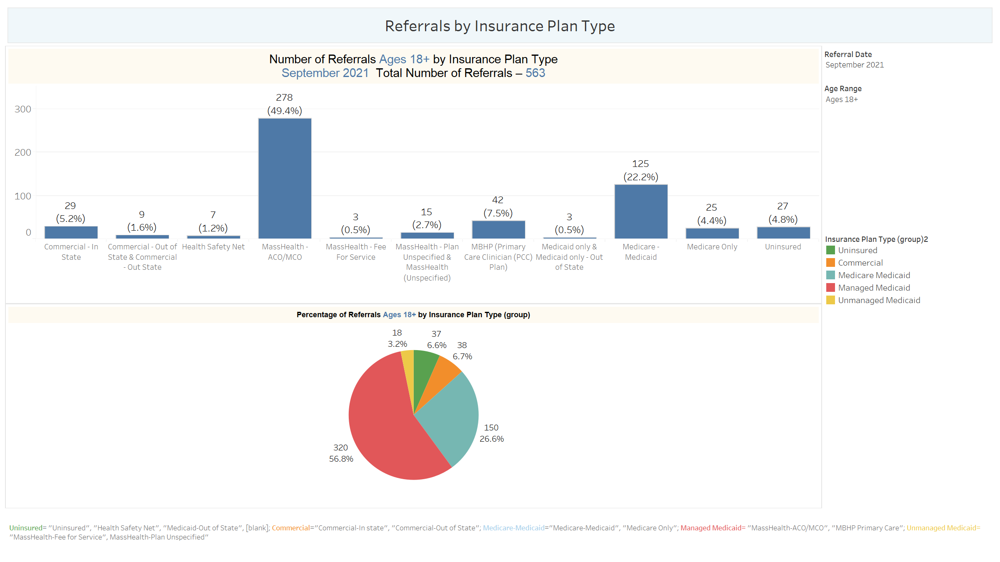 Referrals by Insurance Plan Type
Number of Referrals Ages 18+ by Insurance Plan Type
September 2021 Total Number of Referrals – 563
Referral Date
September 2021
Age Range
Ages 18+
300
200
100
0
29
(5.2%)
9
(1.6%)
7
(1.2%)
278
(49.4%)
3
(0.5%)
15
(2.7%)
42
(7.5%)
3
(0.5%)
125
(22.2%)
25
(4.4%)
27
(4.8%)
Commercial - In
State
Commercial - Out of
State & Commercial
- Out State
Health Safety Net
MassHealth -
ACO/MCO
MassHealth - Fee
For Service
MassHealth - Plan
Unspecified &
MassHealth
(Unspecified)
MBHP (Primary
Care Clinician (PCC)
Plan)
Medicaid only &
Medicaid only - Out
of State
Medicare -
Medicaid
Medicare Only
Uninsured
Insurance Plan Type (group)2
Uninsured
Commercial
Medicare Medicaid
Managed Medicaid
Unmanaged Medicaid
Percentage of Referrals Ages 18+ by Insurance Plan Type (group)
18
3.2%
37
6.6%
38
6.7%
150
26.6%
320
56.8%
Uninsured= "Uninsured", "Health Safety Net", "Medicaid-Out of State", [blank]; Commercial="Commercial-In state", "Commercial-Out of State"; Medicare-Medicaid="Medicare-Medicaid", "Medicare Only"; Managed Medicaid= "MassHealth-ACO/MCO", "MBHP Primary Care"; Unmanaged Medicaid=
"MassHealth-Fee for Service", MassHealth-Plan Unspecified"